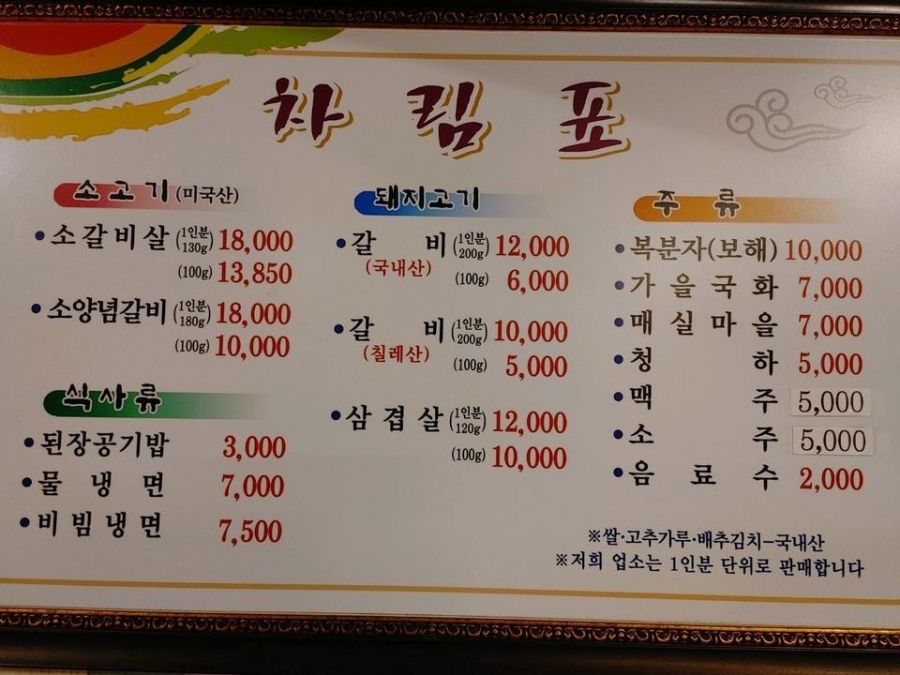 차림표
소고기(미국산)
• 소갈비살 (1인분 130g) 18,000
(100g) 13,850
• 소양념갈비 (1인분 180g) 18,000
(100g) 10,000
식사류
• 된장공기밥 3,000
• 물냉면 7,000
• 비빔냉면 7,500
돼지고기
• 갈비 (1인분 200g) 12,000
(국내산) (100g) 6,000
• 갈비 (1인분 200g) 10,000
(칠레산) (100g) 5,000
• 삼겹살 (1인분 120g) 12,000
(100g) 10,000
주류
• 복분자(보해) 10,000
• 가을국화 7,000
• 매실마을 7,000
• 청하 5,000
• 맥주 5,000
• 소주 5,000
• 음료수 2,000
※쌀·고추가루·배추김치-국내산
※저희 업소는 1인분 단위로 판매합니다